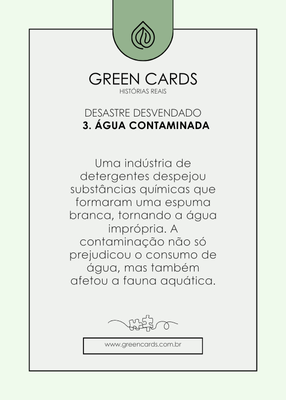 GREEN CARDS
HISTÓRIAS REAIS
DESASTRE DESVENDADO
3. ÁGUA CONTAMINADA
Uma indústria de
detergentes despejou
substâncias químicas que
formaram uma espuma
branca, tornando a água
imprópria. A
contaminação não só
prejudicou o consumo de
água, mas também
afetou a fauna aquática.
www.greencards.com.br